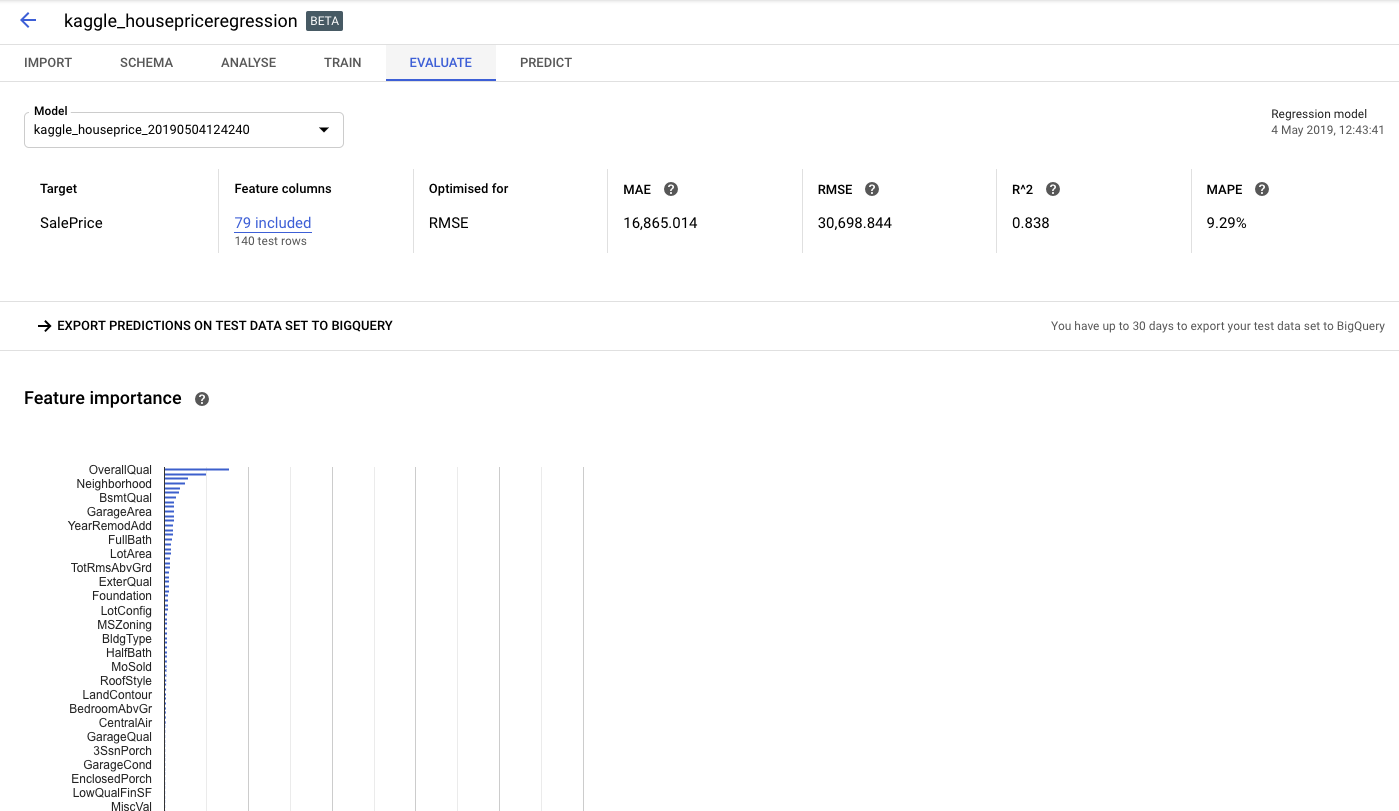 kaggle_housepriceregression BETA
IMPORT SCHEMA ANALYSE TRAIN EVALUATE PREDICT
Model
kaggle_houseprice_20190504124240
Regression model
4 May 2019, 12:43:41
Target Feature columns Optimised for MAE RMSE R^2 MAPE
SalePrice 79 included RMSE 16,865.014 30,698.844 0.838 9.29%
140 test rows
EXPORT PREDICTIONS ON TEST DATA SET TO BIGQUERY
You have up to 30 days to export your test data set to BigQuery
Feature importance
OverallQual
Neighborhood
BsmtQual
GarageArea
YearRemodAdd
FullBath
LotArea
TotRmsAbvGrd
ExterQual
Foundation
LotConfig
MSZoning
BldgType
HalfBath
MoSold
RoofStyle
LandContour
BedroomAbvGr
CentralAir
GarageQual
3SsnPorch
GarageCond
EnclosedPorch
LowQualFinSF
MiscVal